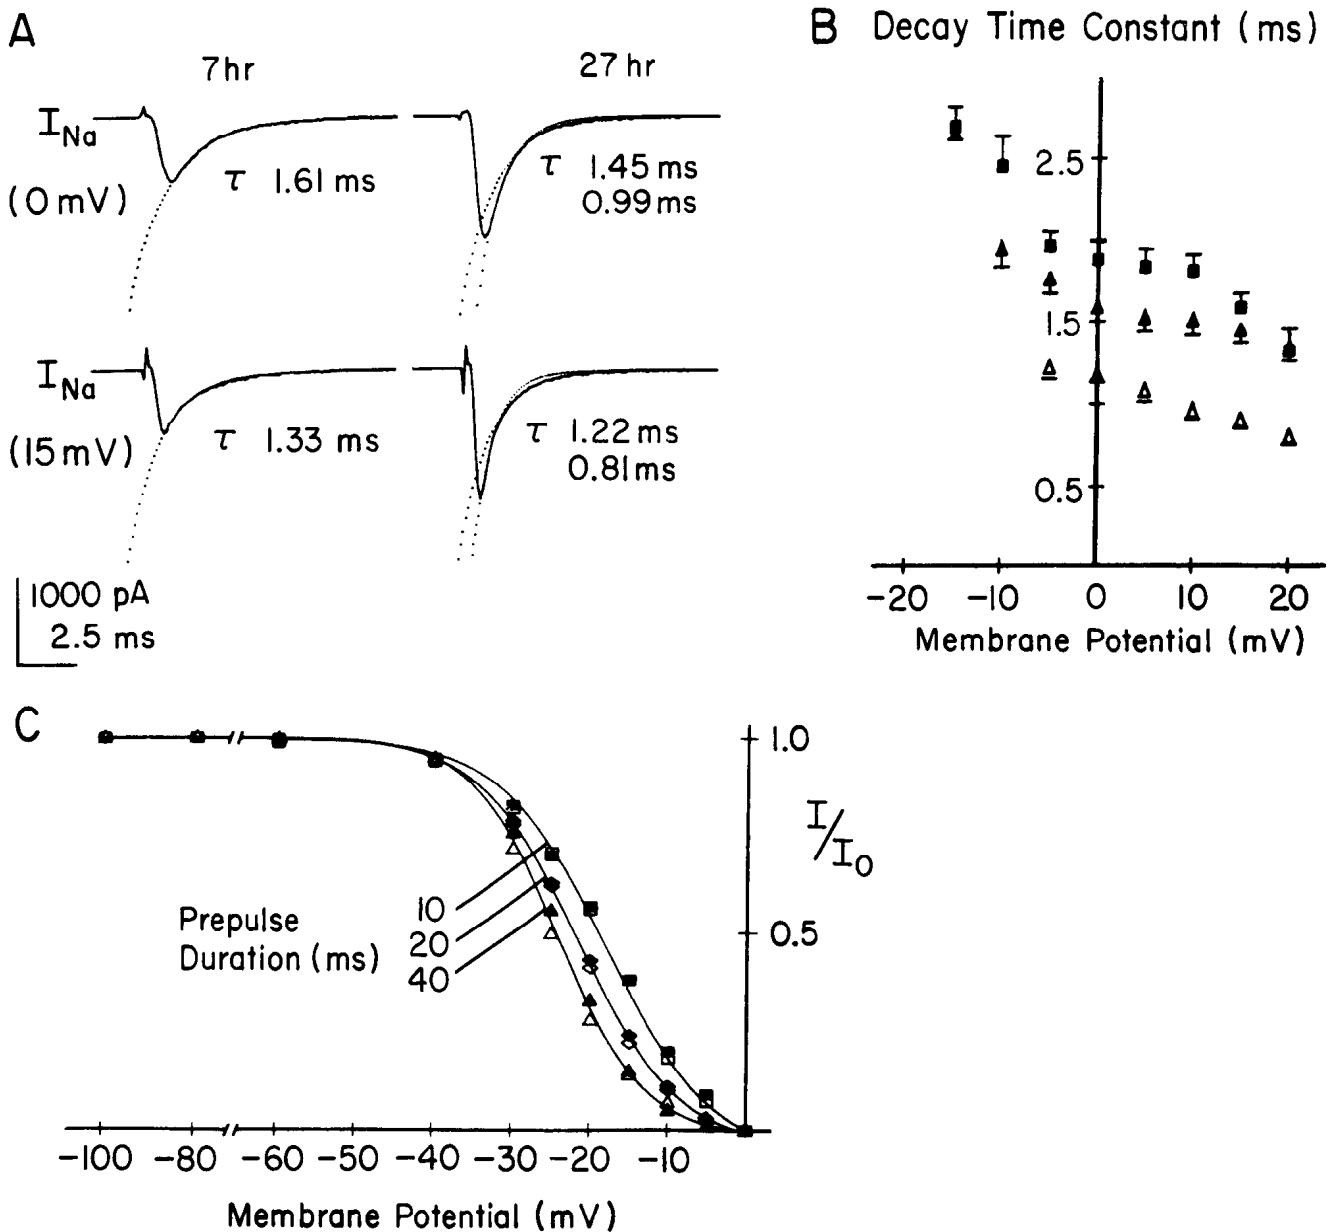 A
7hr
27 hr
I Na
(0 mV)
τ 1.61 ms
τ 1.45 ms
0.99 ms
I Na
(15 mV)
τ 1.33 ms
τ 1.22 ms
0.81 ms
1000 pA
2.5 ms
B Decay Time Constant (ms)
2.5
1.5
0.5
-20 -10 0 10 20
Membrane Potential (mV)
C
1.0
I/I0
0.5
Prepulse
Duration (ms)
10
20
40
-100 -80 -60 -50 -40 -30 -20 -10
Membrane Potential (mV)